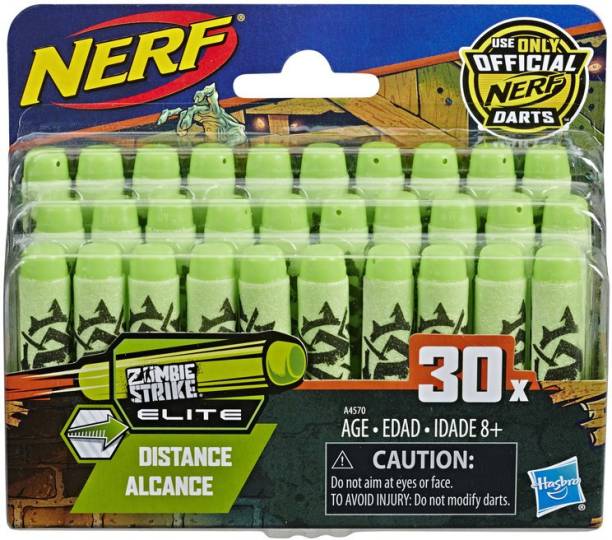 NERF
USE ONLY
OFFICIAL
NERF
DARTS™
ZOMBIE
STRIKE
ELITE
DISTANCE
ALCANCE
30x
A4570
AGE • EDAD • IDADE 8+
⚠ CAUTION:
Do not aim at eyes or face.
TO AVOID INJURY: Do not modify darts.
Hasbro